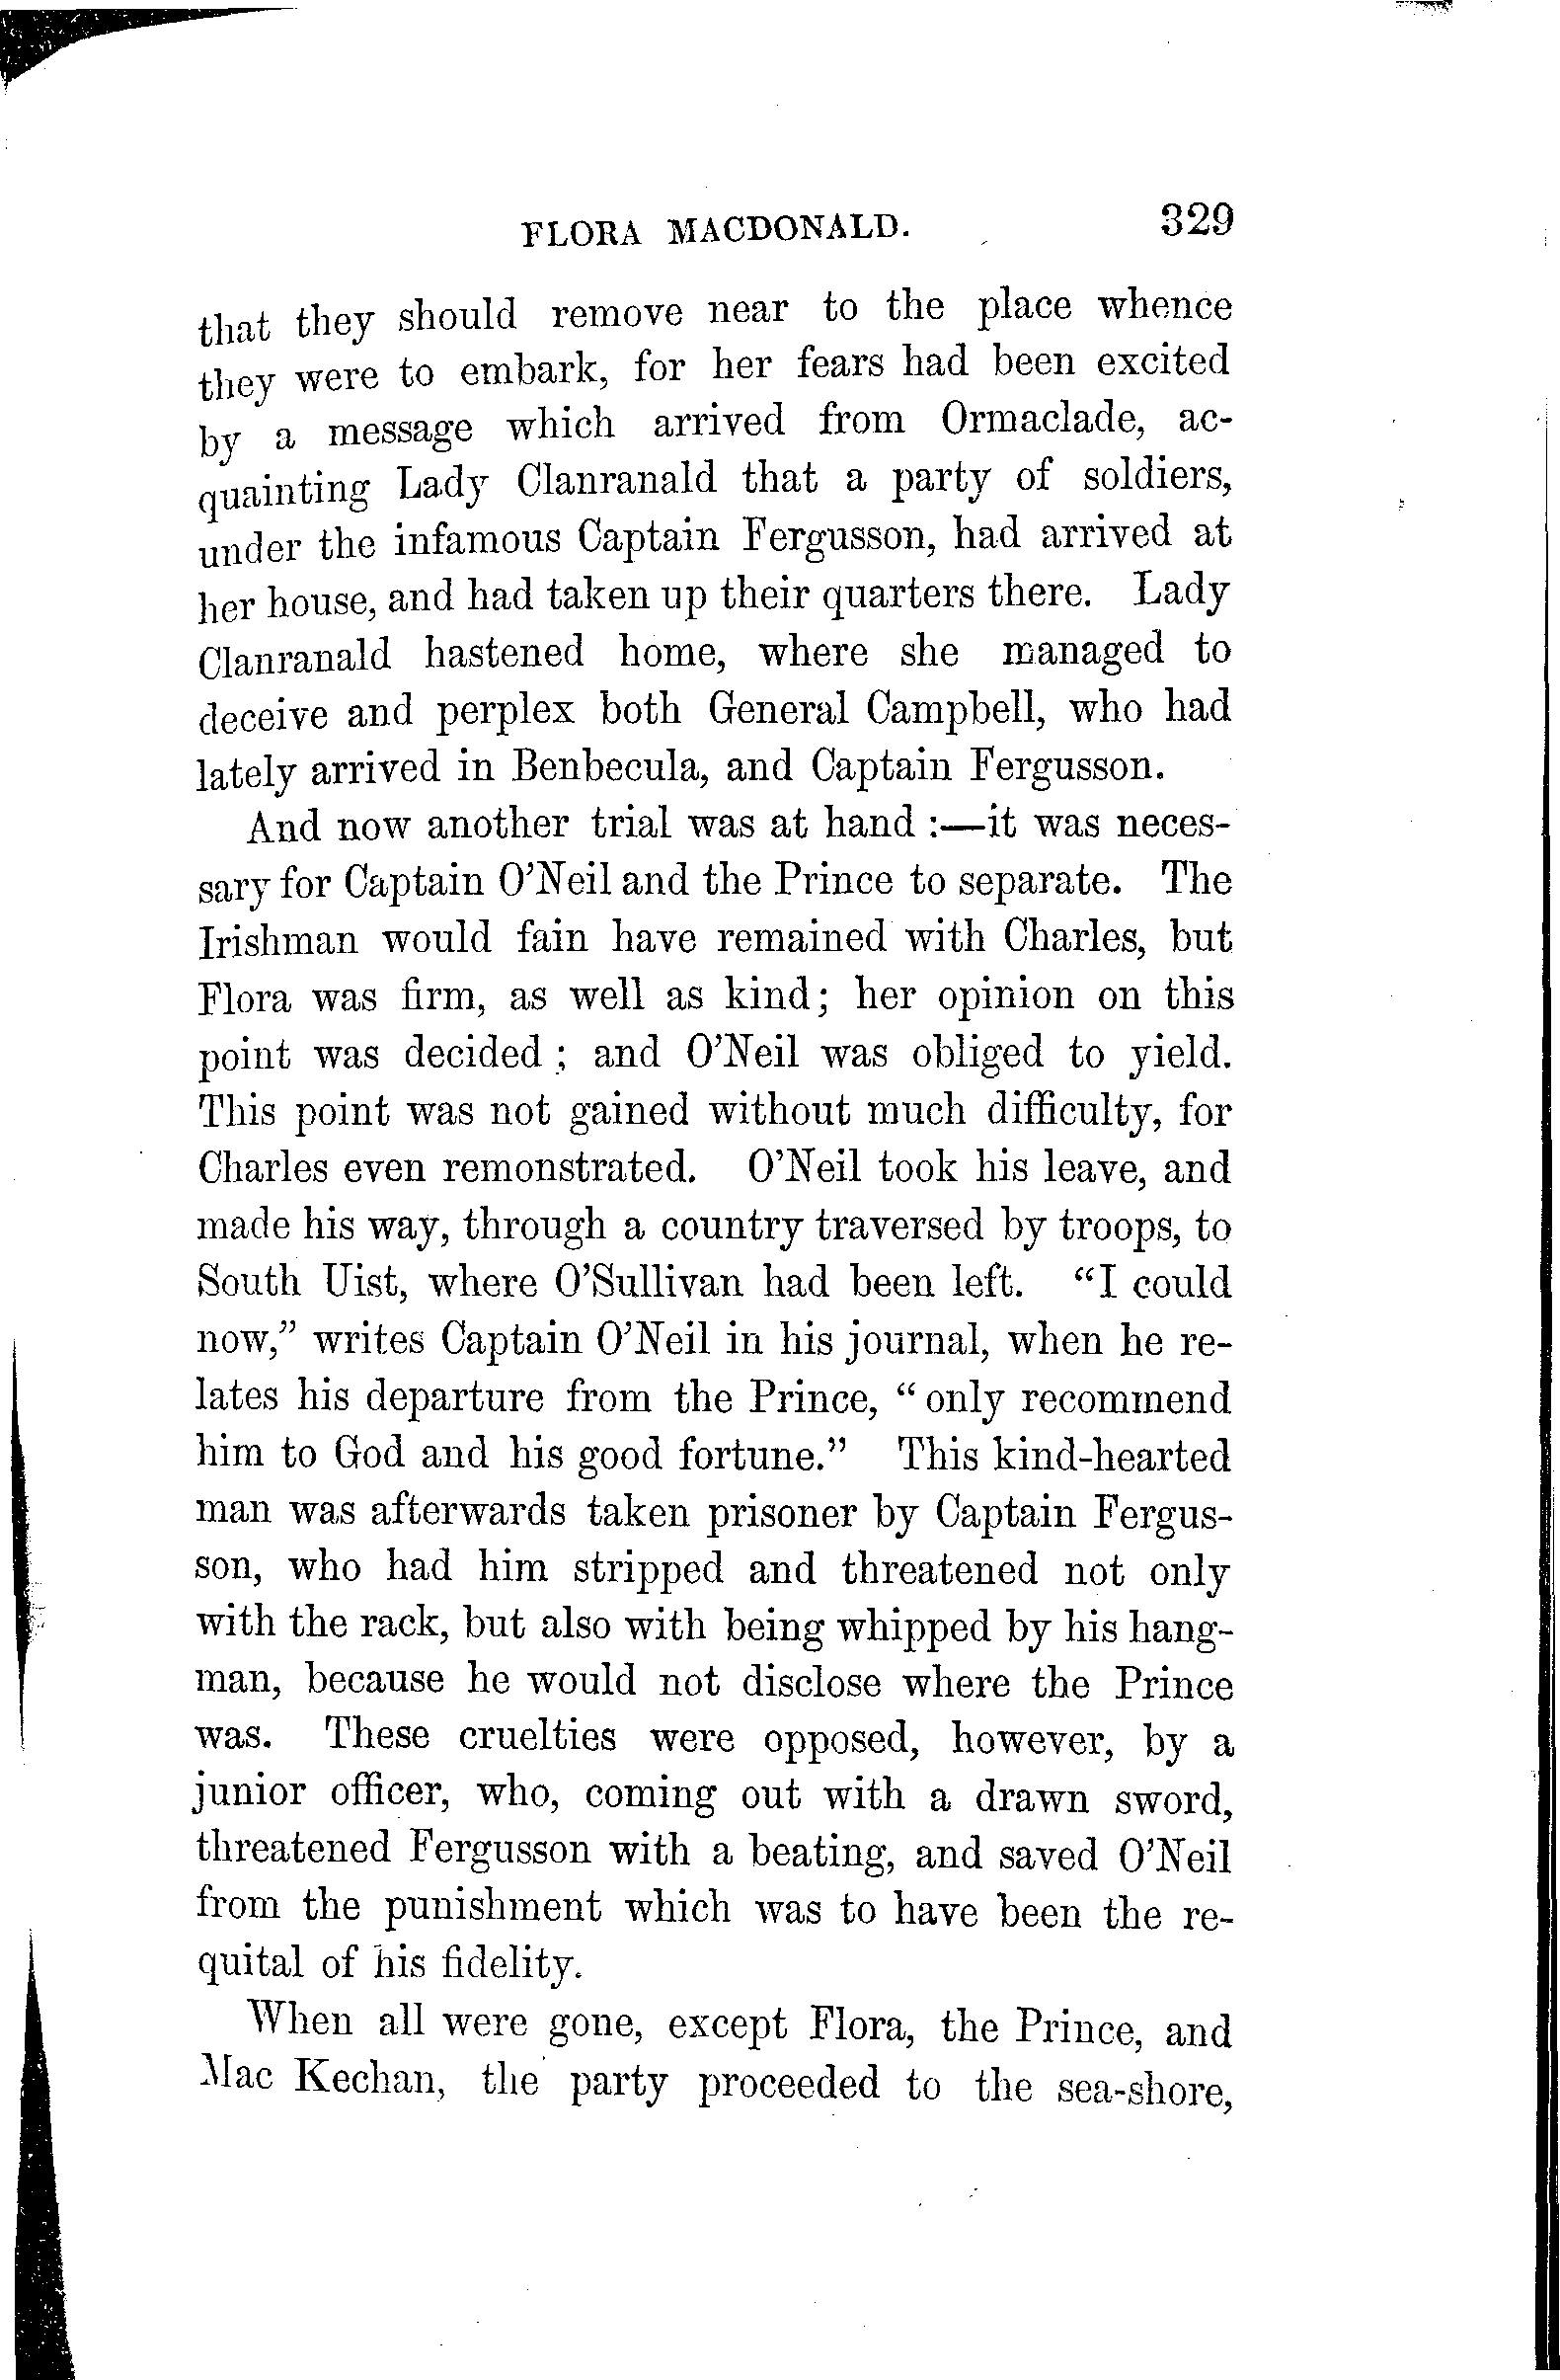 FLORA MACDONALD. 329
that they should remove near to the place whence
they were to embark, for her fears had been excited
by a message which arrived from Ormaclade, ac-
quainting Lady Clanranald that a party of soldiers,
under the infamous Captain Fergusson, had arrived at
her house, and had taken up their quarters there. Lady
Clanranald hastened home, where she managed to
deceive and perplex both General Campbell, who had
lately arrived in Benbecula, and Captain Fergusson.
And now another trial was at hand :—it was neces-
sary for Captain O'Neil and the Prince to separate. The
Irishman would fain have remained with Charles, but
Flora was firm, as well as kind; her opinion on this
point was decided ; and O'Neil was obliged to yield.
This point was not gained without much difficulty, for
Charles even remonstrated. O'Neil took his leave, and
made his way, through a country traversed by troops, to
South Uist, where O'Sullivan had been left. "I could
now," writes Captain O'Neil in his journal, when he re-
lates his departure from the Prince, " only recommend
him to God and his good fortune." This kind-hearted
man was afterwards taken prisoner by Captain Fergus-
son, who had him stripped and threatened not only
with the rack, but also with being whipped by his hang-
man, because he would not disclose where the Prince
was. These cruelties were opposed, however, by a
junior officer, who, coming out with a drawn sword,
threatened Fergusson with a beating, and saved O'Neil
from the punishment which was to have been the re-
quital of his fidelity.
When all were gone, except Flora, the Prince, and
Mac Kechan, the party proceeded to the sea-shore,